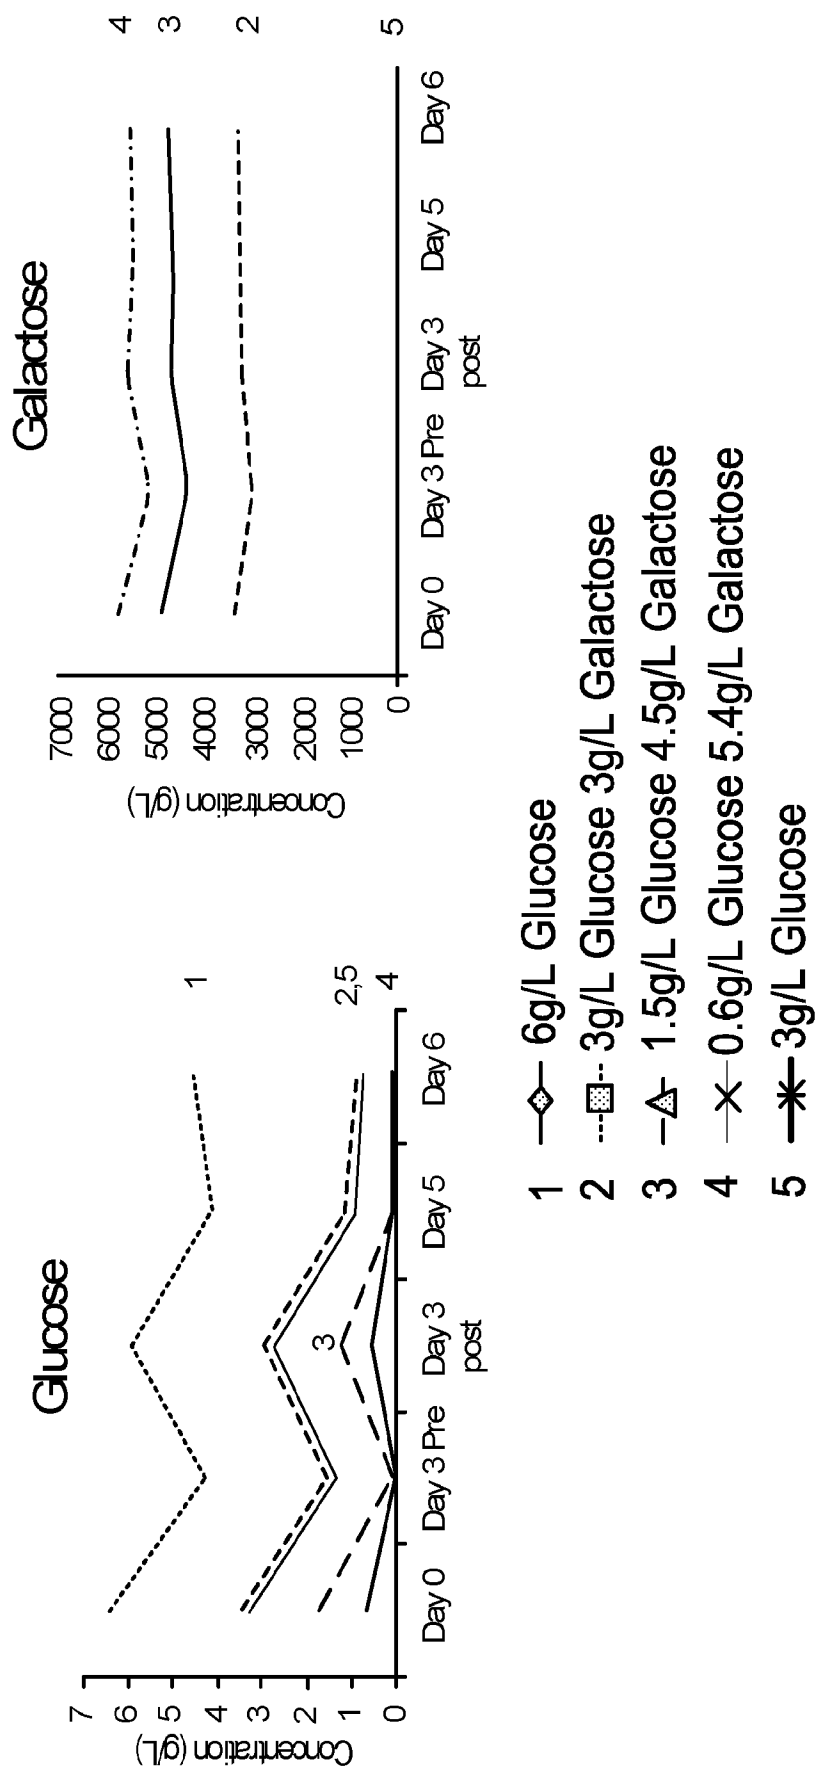 Glucose
Concentration (g/L)
7
6
5
4
3
2
1
0
Day 0
Day 3 Pre
Day 3
post
Day 5
Day 6
1
2,5
4
3
Galactose
Concentration (g/L)
7000
6000
5000
4000
3000
2000
1000
0
Day 0
Day 3 Pre
Day 3
post
Day 5
Day 6
4
3
2
5
1 6g/L Glucose
2 3g/L Glucose 3g/L Galactose
3 1.5g/L Glucose 4.5g/L Galactose
4 0.6g/L Glucose 5.4g/L Galactose
5 3g/L Glucose